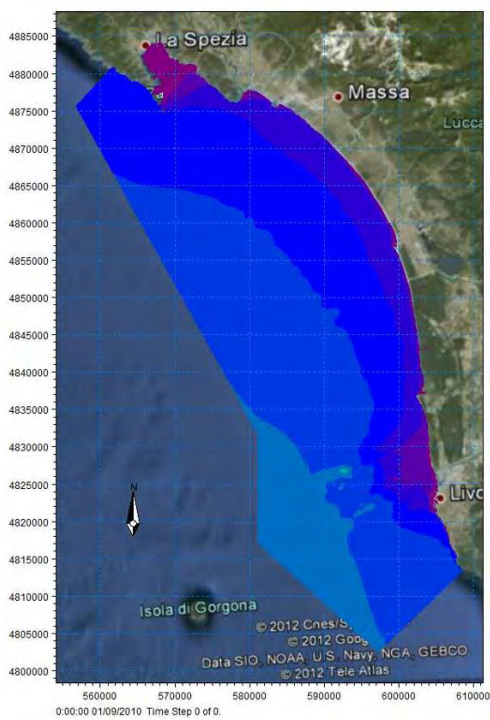 4885000
La Spezia
4880000
Massa
4875000
Lucca
4870000
4865000
4860000
4855000
4850000
4845000
4840000
4835000
4830000
4825000
Livo
N
4820000
4815000
Isola di Gorgona
4810000
© 2012 Cnes/S
4805000
© 2012 Goog
Data SIO, NOAA, U.S. Navy, NGA, GEBCO
4800000
© 2012 Tele Atlas
560000 570000 580000 590000 600000 610000
0:00:00 01/09/2010 Time Step 0 of 0.